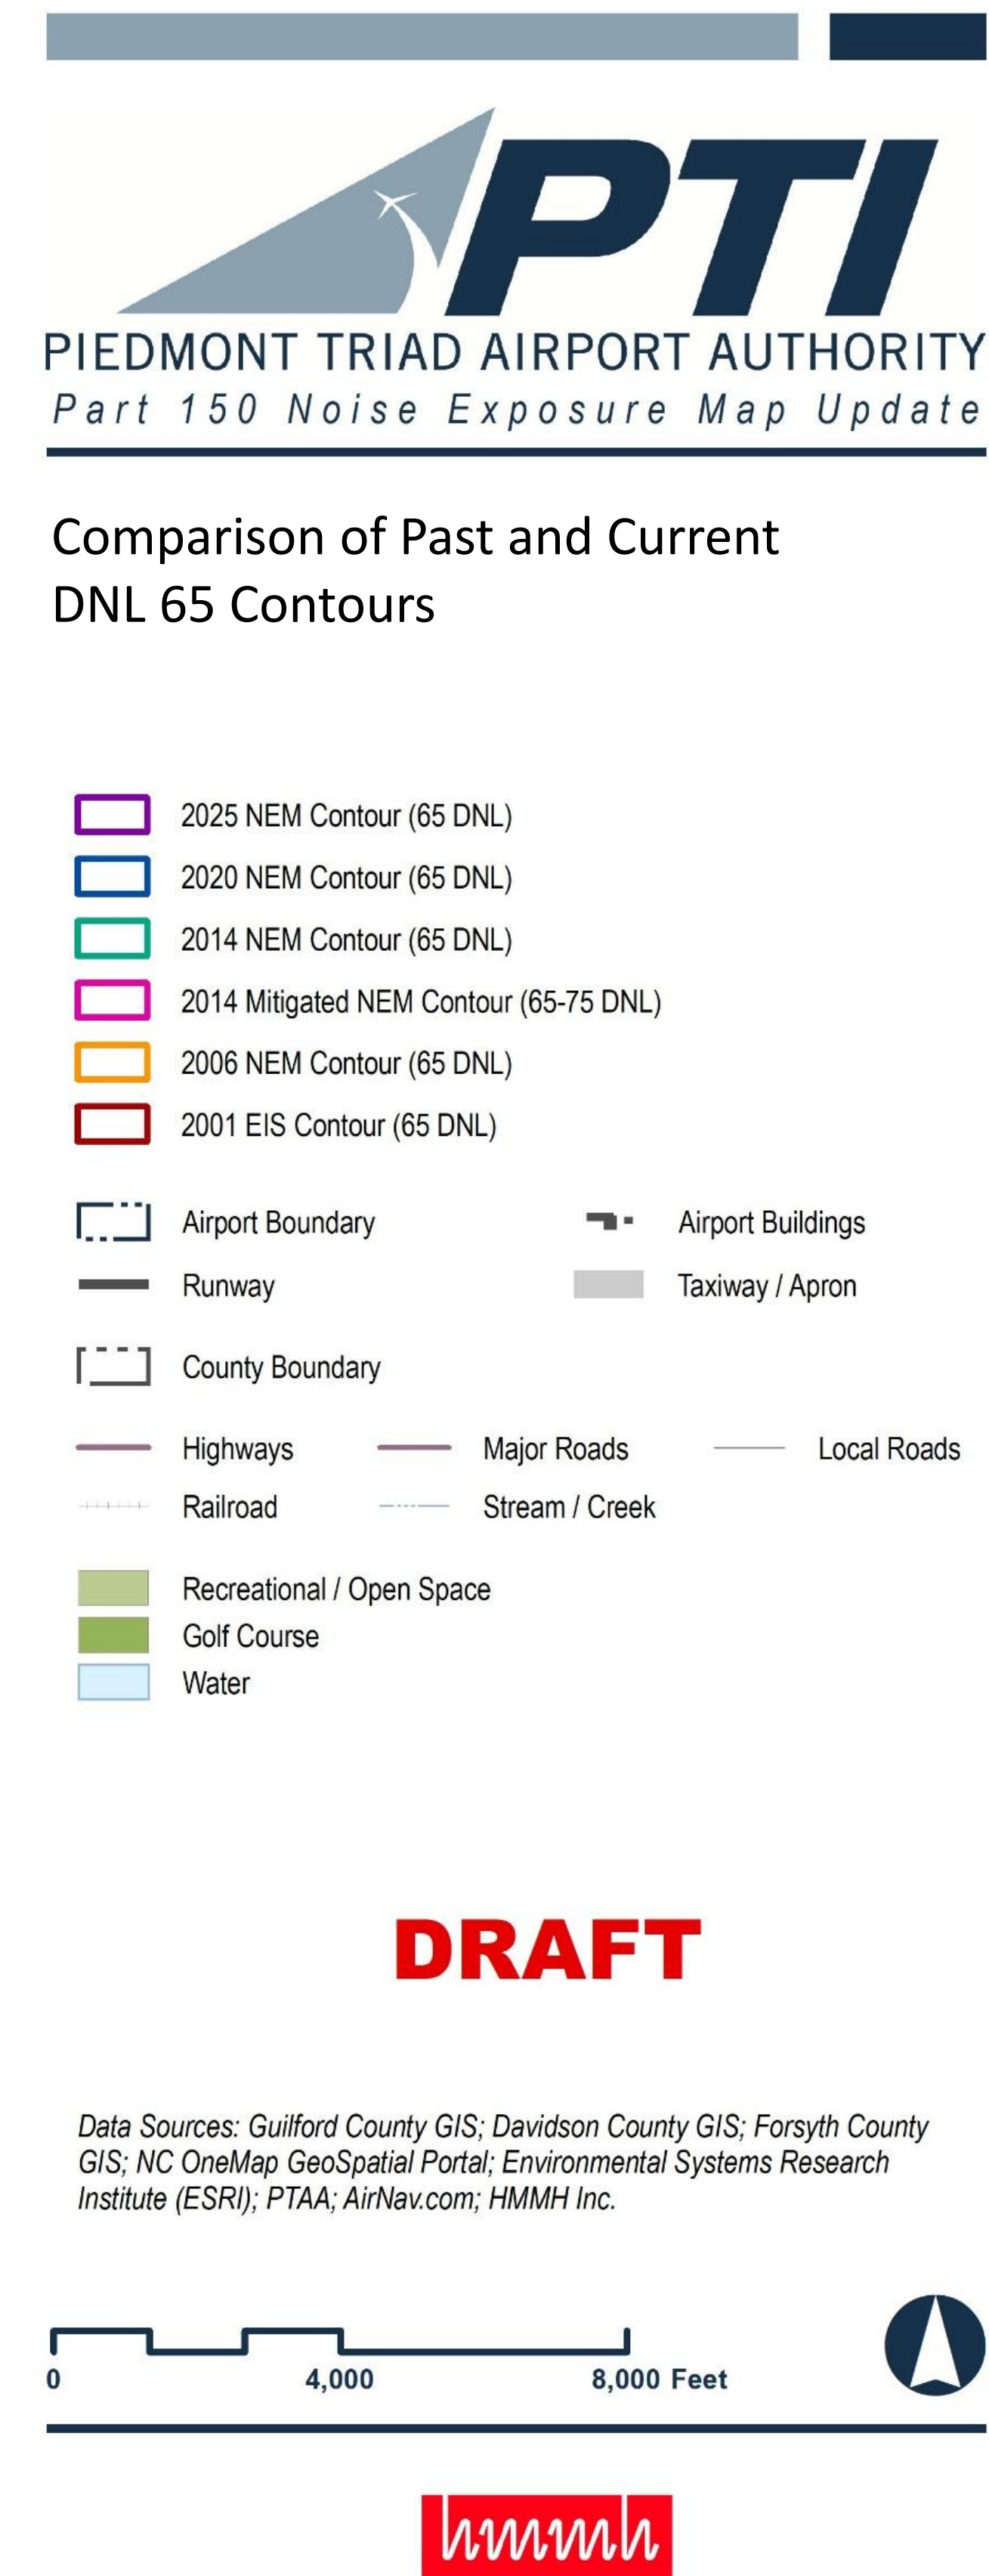 PTI
PIEDMONT TRIAD AIRPORT AUTHORITY
Part 150 Noise Exposure Map Update
Comparison of Past and Current
DNL 65 Contours
2025 NEM Contour (65 DNL)
2020 NEM Contour (65 DNL)
2014 NEM Contour (65 DNL)
2014 Mitigated NEM Contour (65-75 DNL)
2006 NEM Contour (65 DNL)
2001 EIS Contour (65 DNL)
Airport Boundary Airport Buildings
Runway Taxiway / Apron
County Boundary
Highways Major Roads Local Roads
Railroad Stream / Creek
Recreational / Open Space
Golf Course
Water
DRAFT
Data Sources: Guilford County GIS; Davidson County GIS; Forsyth County
GIS; NC OneMap GeoSpatial Portal; Environmental Systems Research
Institute (ESRI); PTAA; AirNav.com; HMMH Inc.
0 4,000 8,000 Feet
hmmh